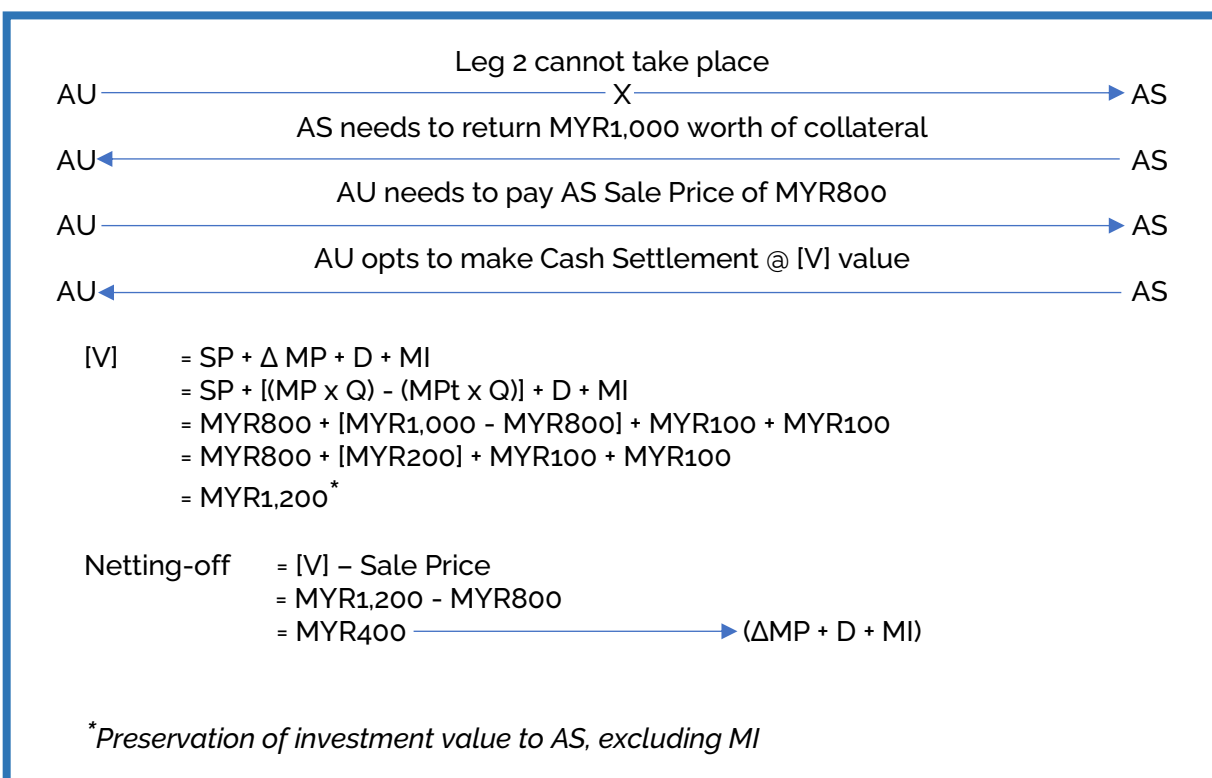 Leg 2 cannot take place
AU X AS
AS needs to return MYR1,000 worth of collateral
AU AS
AU needs to pay AS Sale Price of MYR800
AU AS
AU opts to make Cash Settlement @ [V] value
AU AS
[V] = SP + Δ MP + D + MI
= SP + [(MP x Q) - (MPt x Q)] + D + MI
= MYR800 + [MYR1,000 - MYR800] + MYR100 + MYR100
= MYR800 + [MYR200] + MYR100 + MYR100
= MYR1,200*
Netting-off = [V] – Sale Price
= MYR1,200 - MYR800
= MYR400 (ΔMP + D + MI)
*Preservation of investment value to AS, excluding MI